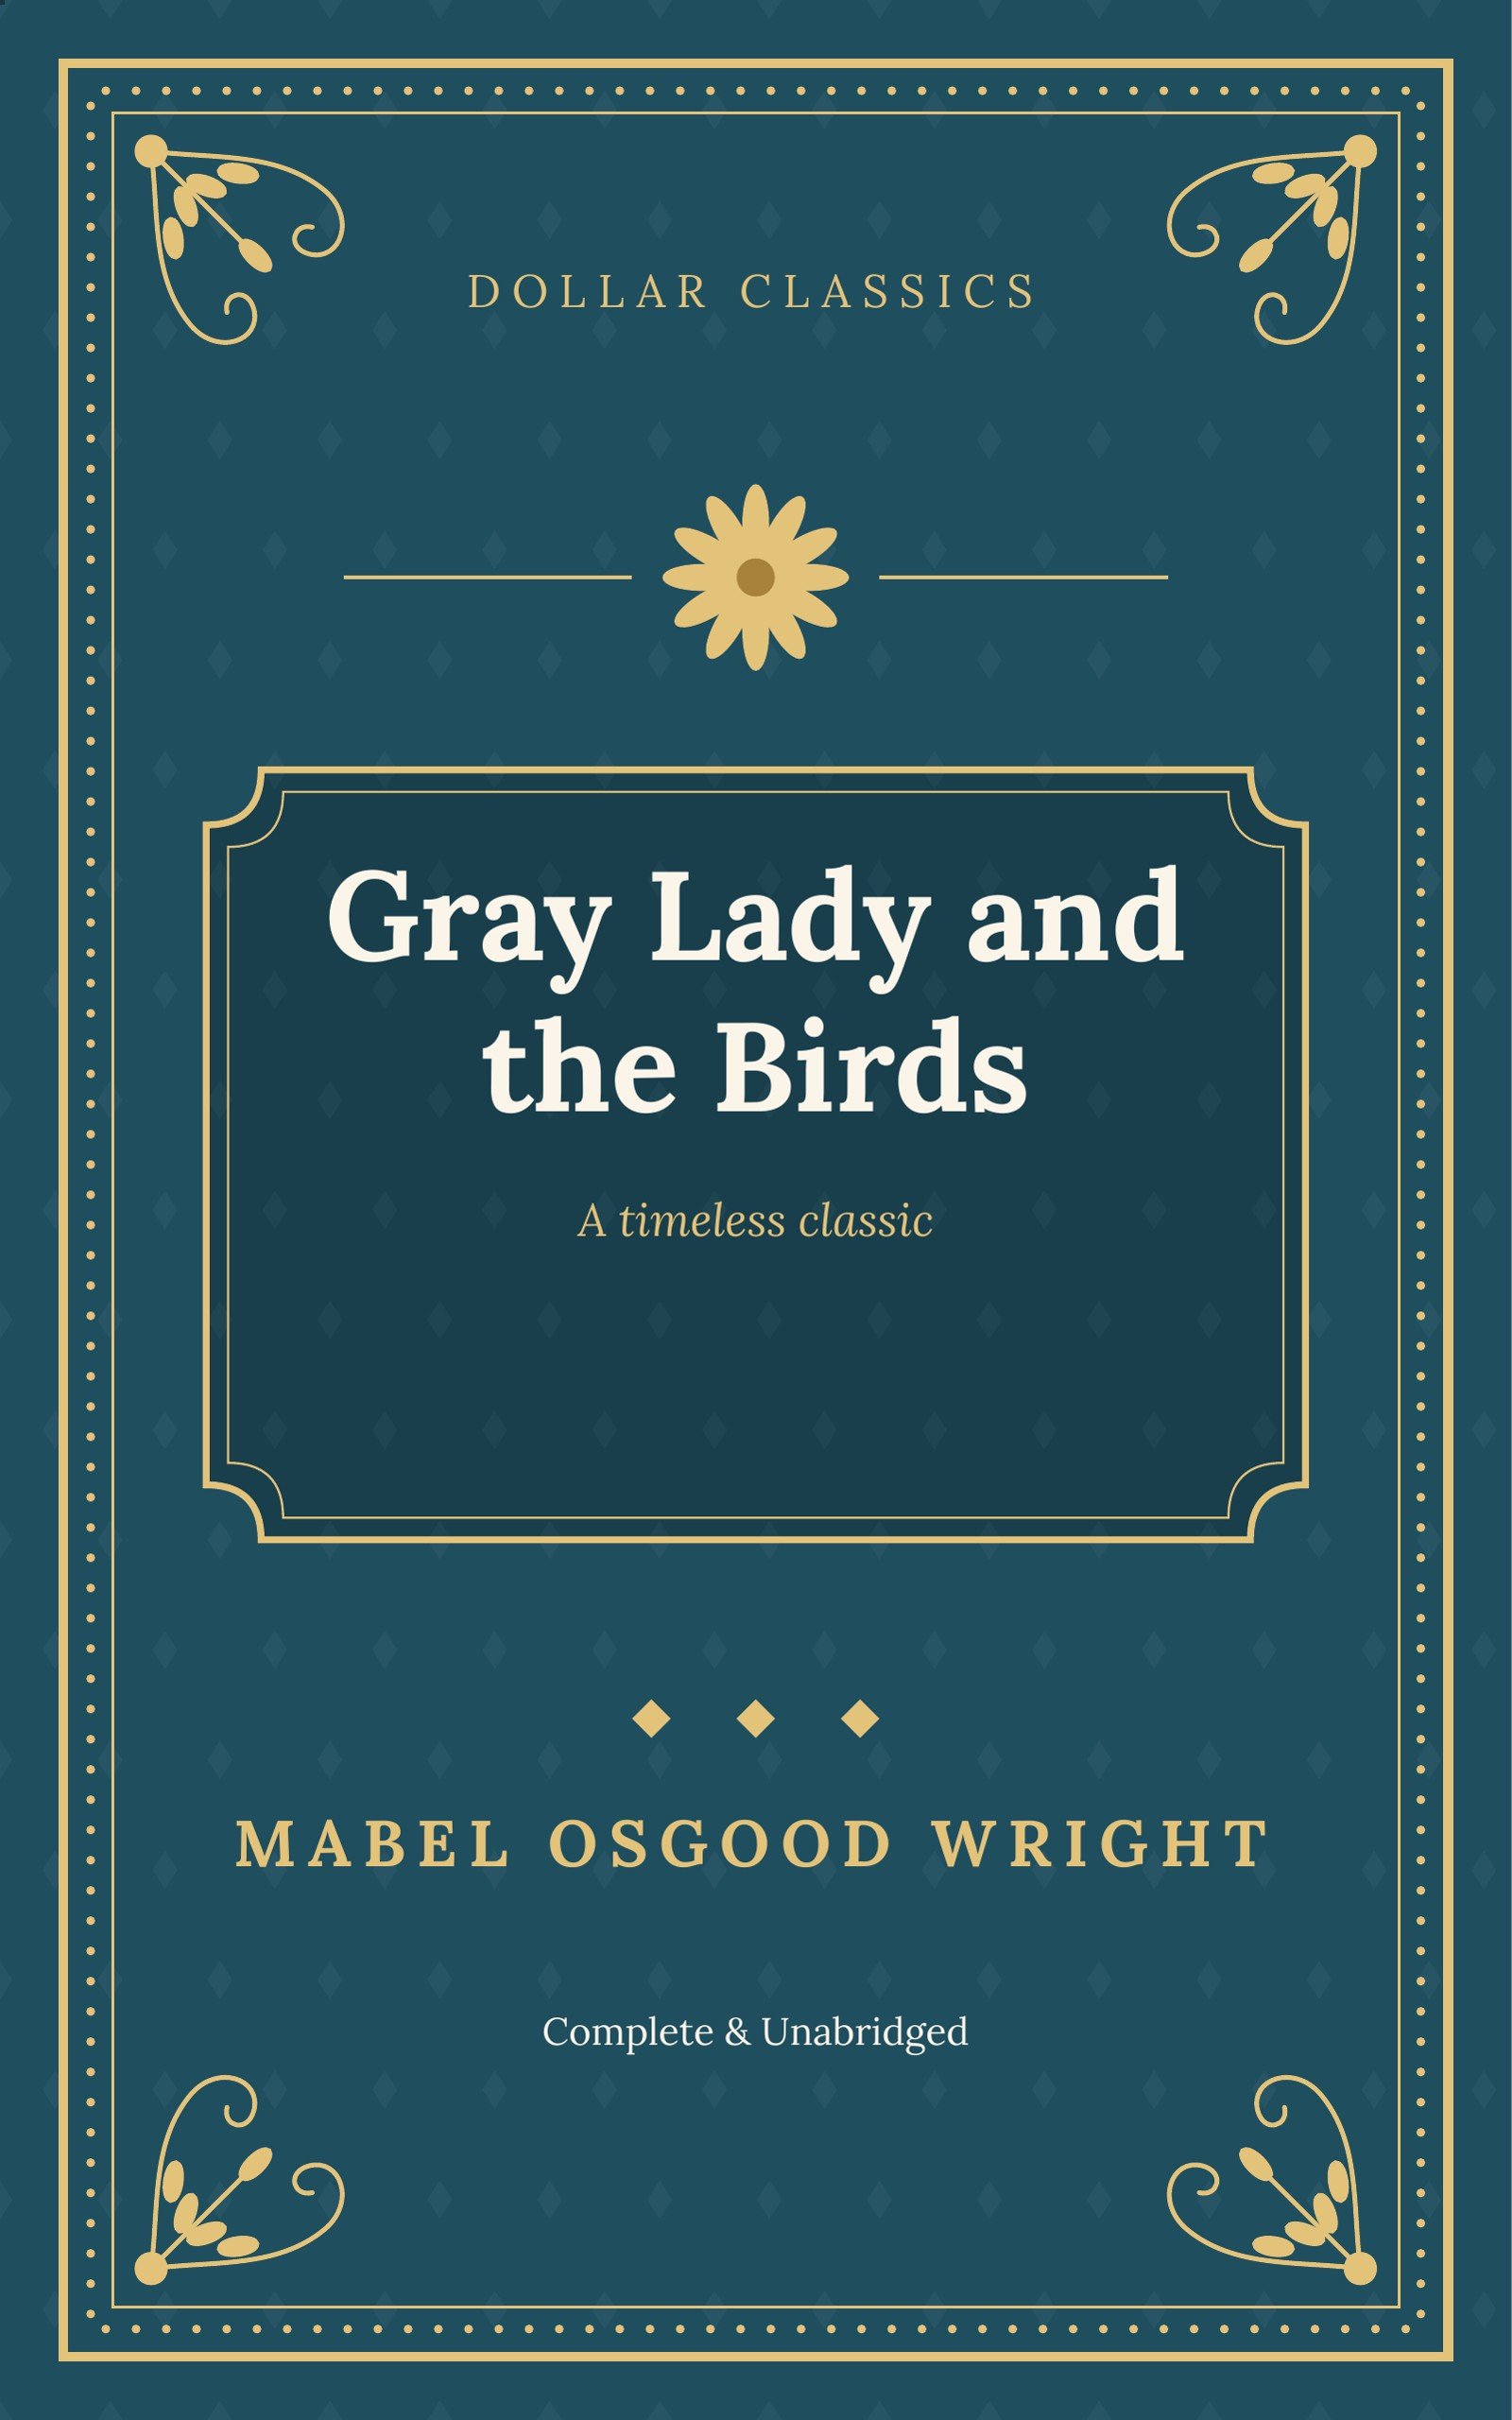 DOLLAR CLASSICS
Gray Lady and
the Birds
A timeless classic
MABEL OSGOOD WRIGHT
Complete & Unabridged